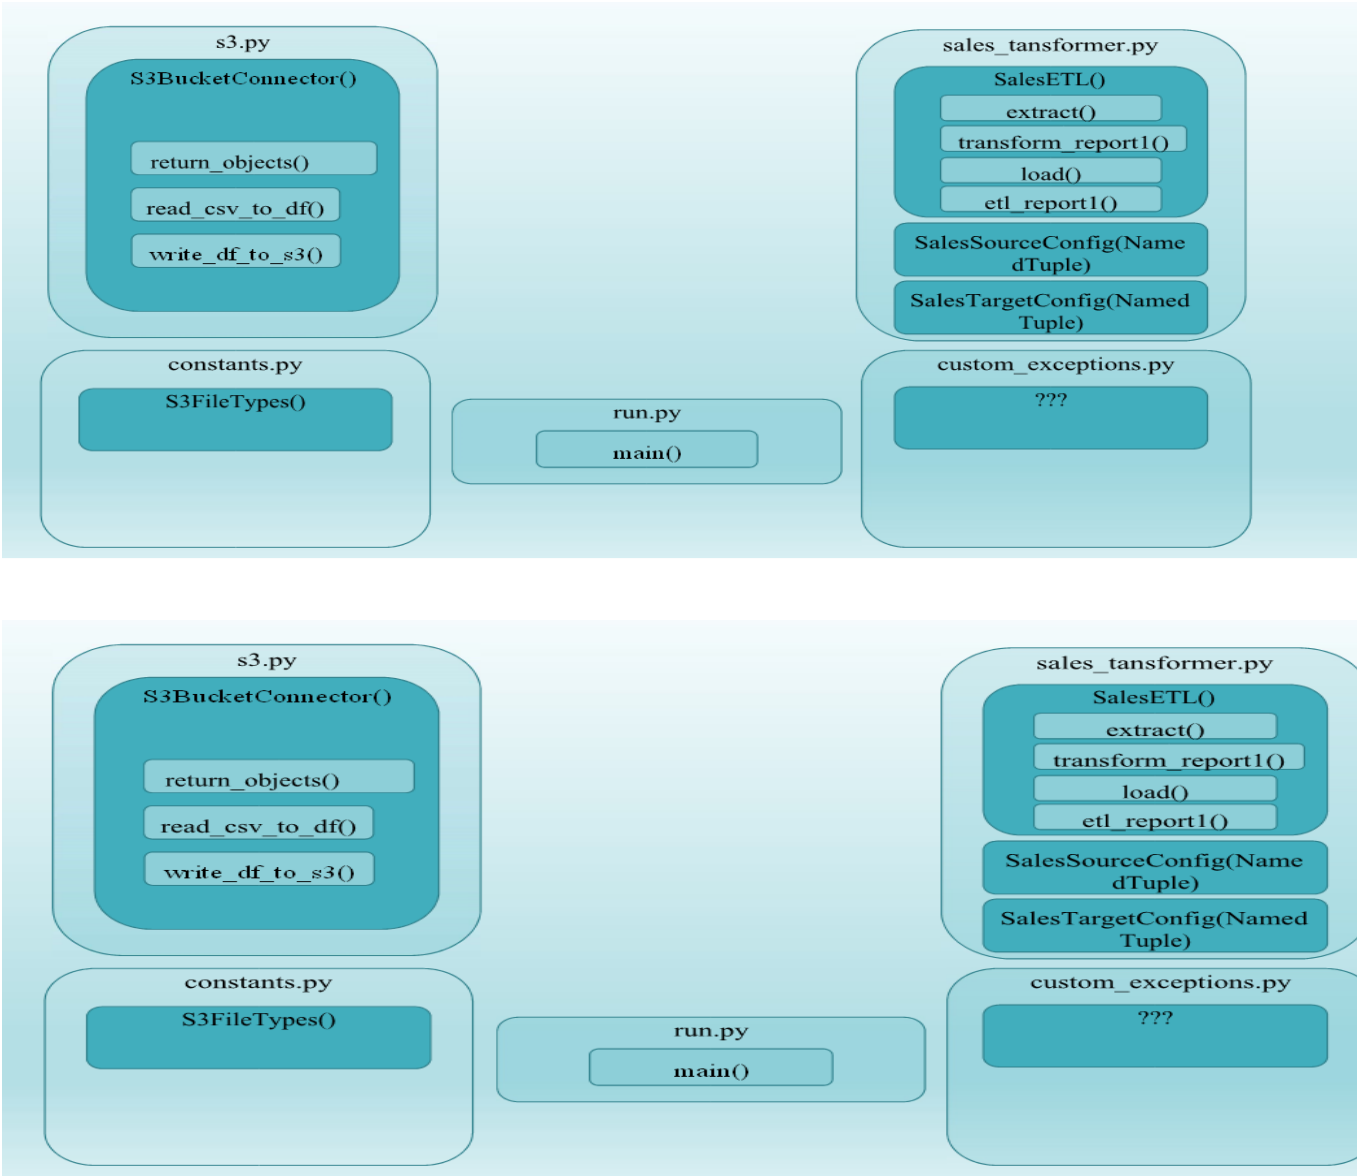 s3.py
S3BucketConnector()
return_objects()
read_csv_to_df()
write_df_to_s3()
sales_tansformer.py
SalesETL()
extract()
transform_report1()
load()
etl_report1()
SalesSourceConfig(Name
dTuple)
SalesTargetConfig(Named
Tuple)
constants.py
S3FileTypes()
run.py
main()
custom_exceptions.py
???
s3.py
S3BucketConnector()
return_objects()
read_csv_to_df()
write_df_to_s3()
sales_tansformer.py
SalesETL()
extract()
transform_report1()
load()
etl_report1()
SalesSourceConfig(Name
dTuple)
SalesTargetConfig(Named
Tuple)
constants.py
S3FileTypes()
run.py
main()
custom_exceptions.py
???